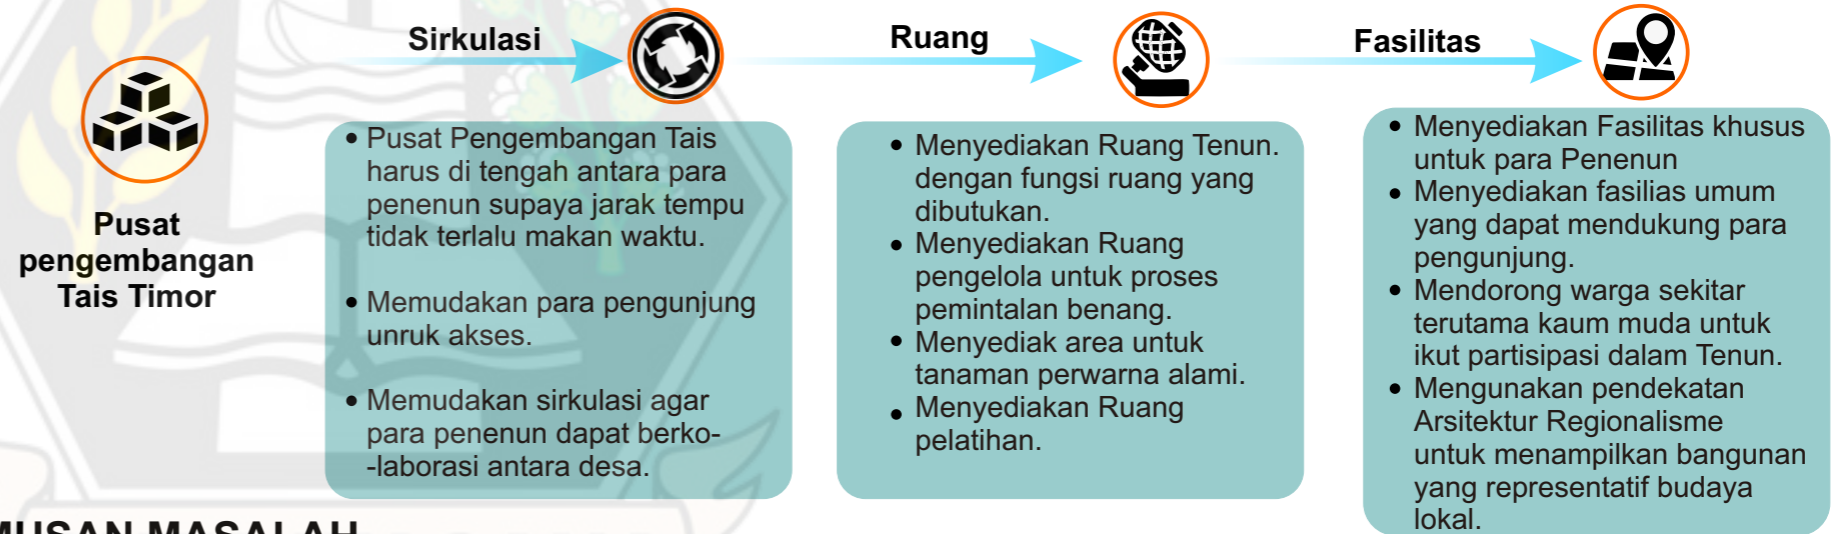 Pusat
pengembangan
Tais Timor
Sirkulasi
• Pusat Pengembangan Tais
harus di tengah antara para
penenun supaya jarak tempu
tidak terlalu makan waktu.
• Memudakan para pengunjung
unruk akses.
• Memudakan sirkulasi agar
para penenun dapat berko-
-laborasi antara desa.
Ruang
• Menyediakan Ruang Tenun.
dengan fungsi ruang yang
dibutukan.
• Menyediakan Ruang
pengelola untuk proses
pemintalan benang.
• Menyediak area untuk
tanaman perwarna alami.
• Menyediakan Ruang
pelatihan.
Fasilitas
• Menyediakan Fasilitas khusus
untuk para Penenun
• Menyediakan fasilias umum
yang dapat mendukung para
pengunjung.
• Mendorong warga sekitar
terutama kaum muda untuk
ikut partisipasi dalam Tenun.
• Mengunakan pendekatan
Arsitektur Regionalisme
untuk menampilkan bangunan
yang representatif budaya
lokal.
MUSAN MASALAH